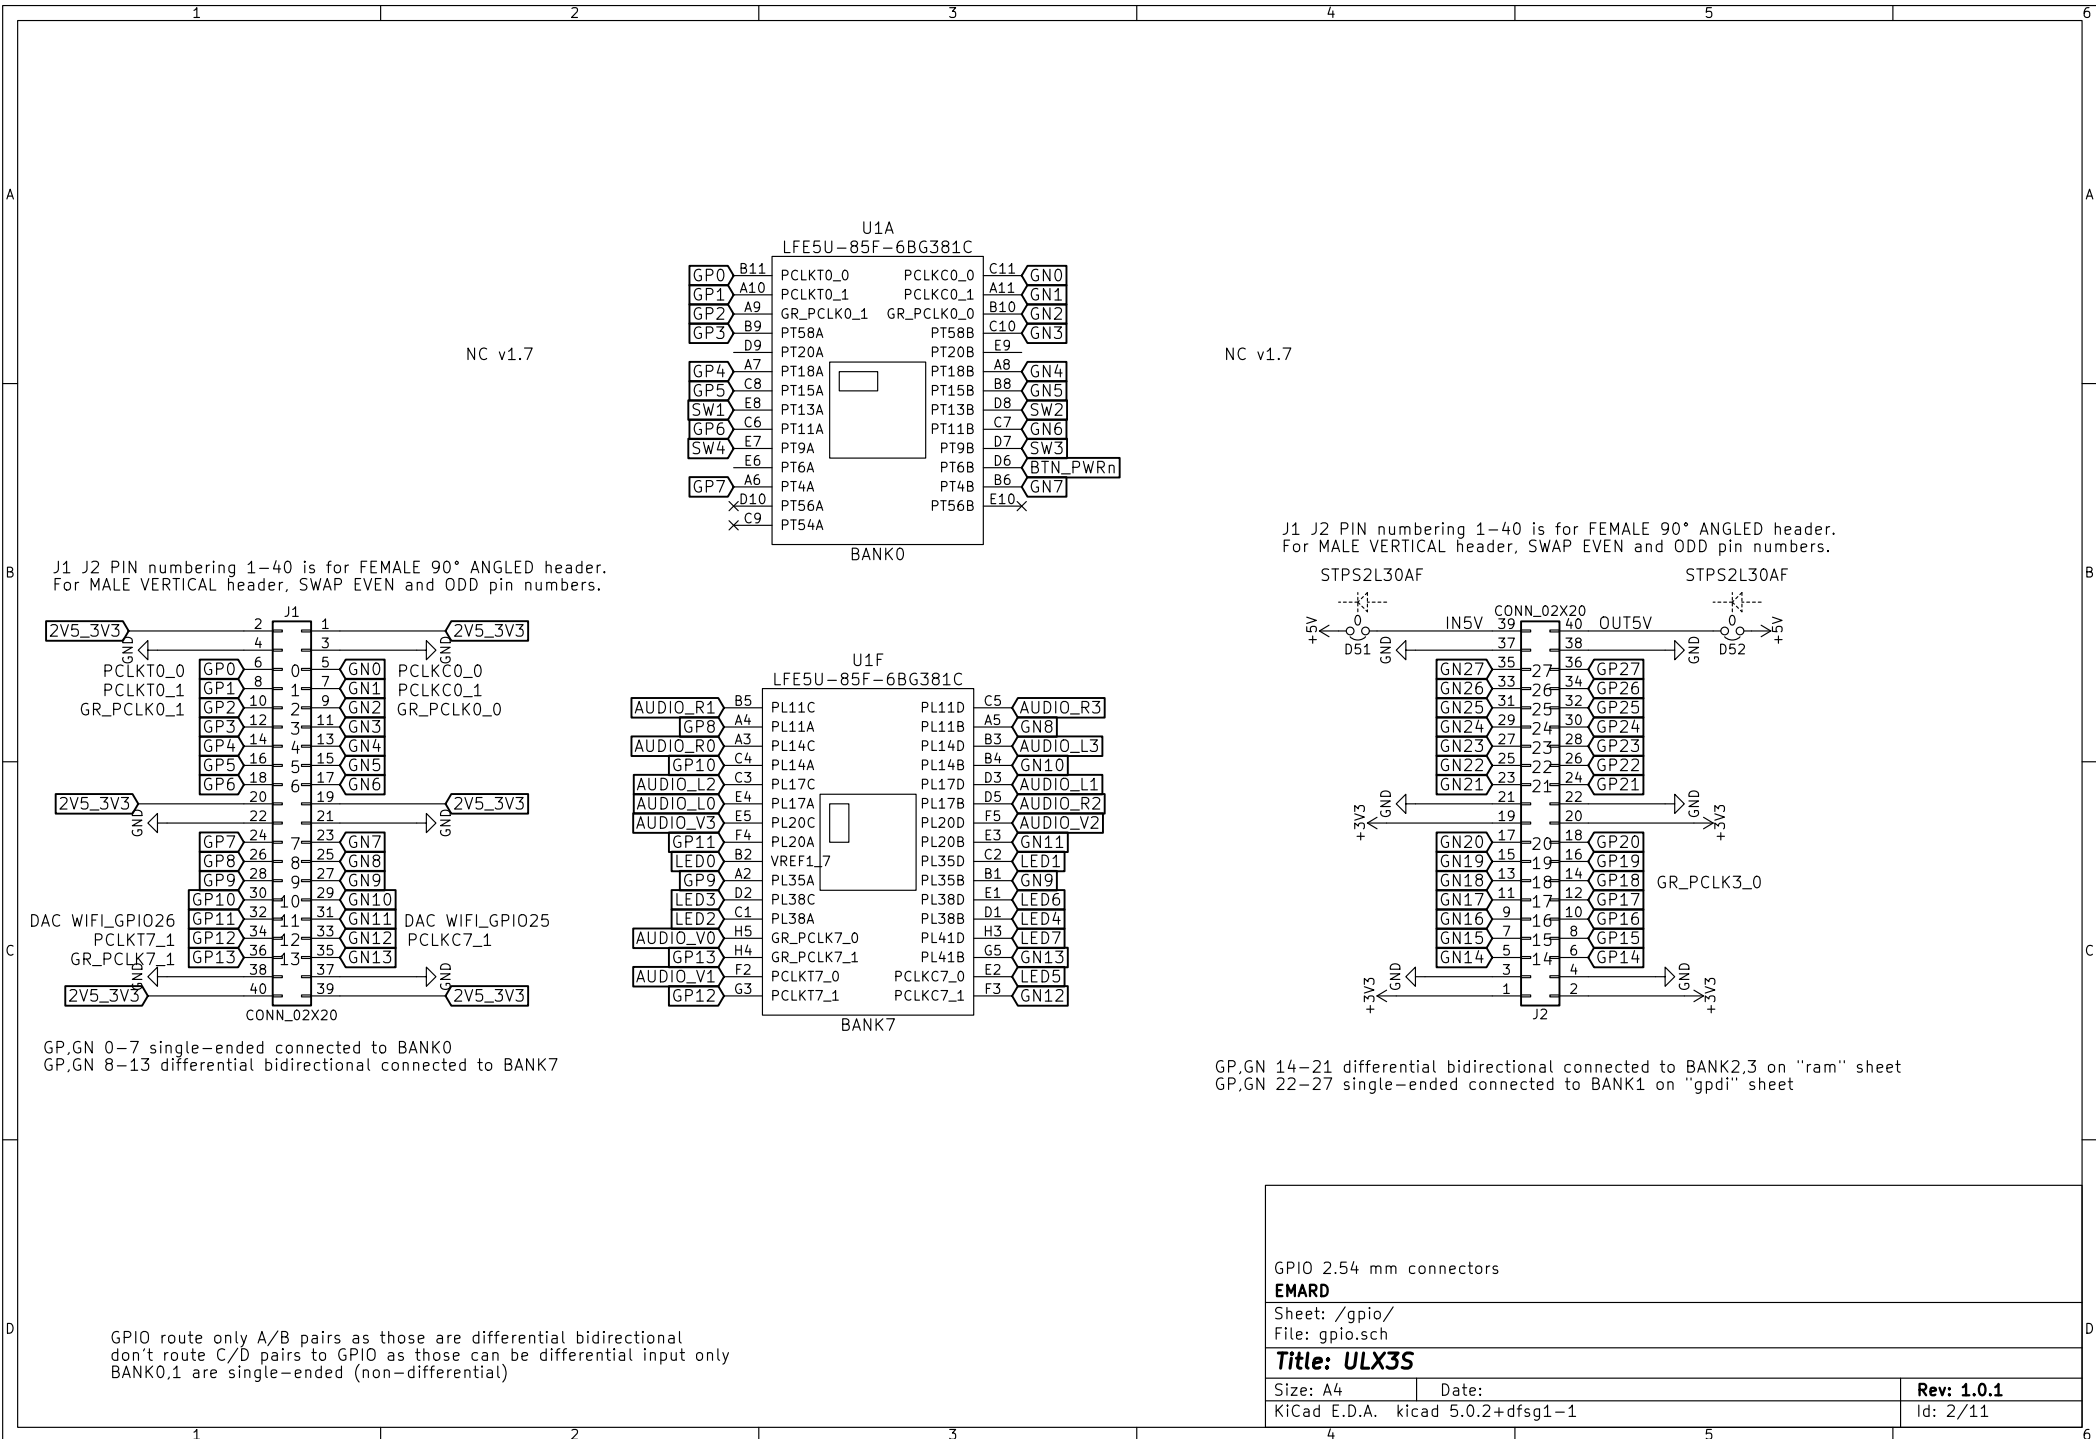 1 2 3 4 5 6
A A
U1A
LFE5U-85F-6BG381C
GP0 B11 PCLKT0_0 PCLKC0_0 C11 GN0
GP1 A10 PCLKT0_1 PCLKC0_1 A11 GN1
GP2 A9 GR_PCLK0_1 GR_PCLK0_0 B10 GN2
GP3 B9 PT58A PT58B C10 GN3
NC v1.7 D9 PT20A PT20B E9 NC v1.7
GP4 A7 PT18A PT18B A8 GN4
GP5 C8 PT15A PT15B B8 GN5
SW1 E8 PT13A PT13B D8 SW2
GP6 C6 PT11A PT11B C7 GN6
SW4 E7 PT9A PT9B D7 SW3
E6 PT6A PT6B D6 BTN_PWRn
GP7 A6 PT4A PT4B B6 GN7
D10 PT56A PT56B E10
C9 PT54A
BANK0
B B
J1 J2 PIN numbering 1-40 is for FEMALE 90° ANGLED header.
For MALE VERTICAL header, SWAP EVEN and ODD pin numbers.
J1
2V5_3V3 2 1 2V5_3V3
GND 4 3 GND
PCLKT0_0 GP0 6 0 5 GN0 PCLKC0_0
PCLKT0_1 GP1 8 1 7 GN1 PCLKC0_1
GR_PCLK0_1 GP2 10 2 9 GN2 GR_PCLK0_0
GP3 12 3 11 GN3
GP4 14 4 13 GN4
GP5 16 5 15 GN5
GP6 18 6 17 GN6
2V5_3V3 20 19 2V5_3V3
GND 22 21 GND
GP7 24 7 23 GN7
GP8 26 8 25 GN8
GP9 28 9 27 GN9
GP10 30 10 29 GN10
DAC WIFI_GPIO26 GP11 32 11 31 GN11 DAC WIFI_GPIO25
PCLKT7_1 GP12 34 12 33 GN12 PCLKC7_1
GR_PCLK7_1 GP13 36 13 35 GN13
GND 38 37 GND
2V5_3V3 40 39 2V5_3V3
CONN_02X20
GP,GN 0-7 single-ended connected to BANK0
GP,GN 8-13 differential bidirectional connected to BANK7
U1F
LFE5U-85F-6BG381C
AUDIO_R1 B5 PL11C PL11D C5 AUDIO_R3
GP8 A4 PL11A PL11B A5 GN8
AUDIO_R0 A3 PL14C PL14D B3 AUDIO_L3
GP10 C4 PL14A PL14B B4 GN10
AUDIO_L2 C3 PL17C PL17D D3 AUDIO_L1
AUDIO_L0 E4 PL17A PL17B D5 AUDIO_R2
AUDIO_V3 E5 PL20C PL20D F5 AUDIO_V2
GP11 F4 PL20A PL20B E3 GN11
LED0 B2 VREF1_7 PL35D C2 LED1
GP9 A2 PL35A PL35B B1 GN9
LED3 D2 PL38C PL38D E1 LED6
LED2 C1 PL38A PL38B D1 LED4
AUDIO_V0 H5 GR_PCLK7_0 PL41D H3 LED7
GP13 H4 GR_PCLK7_1 PL41B G5 GN13
AUDIO_V1 F2 PCLKT7_0 PCLKC7_0 E2 LED5
GP12 G3 PCLKT7_1 PCLKC7_1 F3 GN12
BANK7
J1 J2 PIN numbering 1-40 is for FEMALE 90° ANGLED header.
For MALE VERTICAL header, SWAP EVEN and ODD pin numbers.
STPS2L30AF STPS2L30AF
CONN_02X20
+5V 0 IN5V 39 40 OUT5V 0 +5V
D51 GND 37 38 GND D52
GN27 35 27 36 GP27
GN26 33 26 34 GP26
GN25 31 25 32 GP25
GN24 29 24 30 GP24
GN23 27 23 28 GP23
GN22 25 22 26 GP22
GN21 23 21 24 GP21
GND 21 22 GND
+3V3 19 20 +3V3
GN20 17 20 18 GP20
GN19 15 19 16 GP19
GN18 13 18 14 GP18 GR_PCLK3_0
GN17 11 17 12 GP17
GN16 9 16 10 GP16
GN15 7 15 8 GP15
GN14 5 14 6 GP14
GND 3 4 GND
+3V3 1 2 +3V3
J2
GP,GN 14-21 differential bidirectional connected to BANK2,3 on "ram" sheet
GP,GN 22-27 single-ended connected to BANK1 on "gpdi" sheet
C C
D D
GPIO route only A/B pairs as those are differential bidirectional
don't route C/D pairs to GPIO as those can be differential input only
BANK0,1 are single-ended (non-differential)
GPIO 2.54 mm connectors
EMARD
Sheet: /gpio/
File: gpio.sch
Title: ULX3S
Size: A4 Date: Rev: 1.0.1
KiCad E.D.A. kicad 5.0.2+dfsg1-1 Id: 2/11
1 2 3 4 5 6